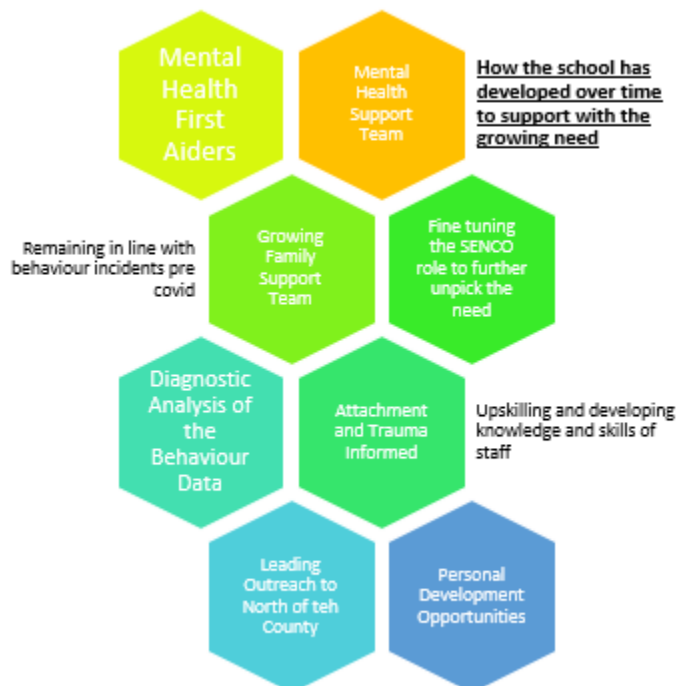 Mental
Health
First
Aiders
Mental
Health
Support
Team
How the school has
developed over time
to support with the
growing need
Remaining in line with
behaviour incidents pre
covid
Growing
Family
Support
Team
Fine tuning
the SENCO
role to further
unpick the
need
Diagnostic
Analysis of
the
Behaviour
Data
Attachment
and Trauma
Informed
Upskilling and developing
knowledge and skills of
staff
Leading
Outreach to
North of teh
County
Personal
Development
Opportunities